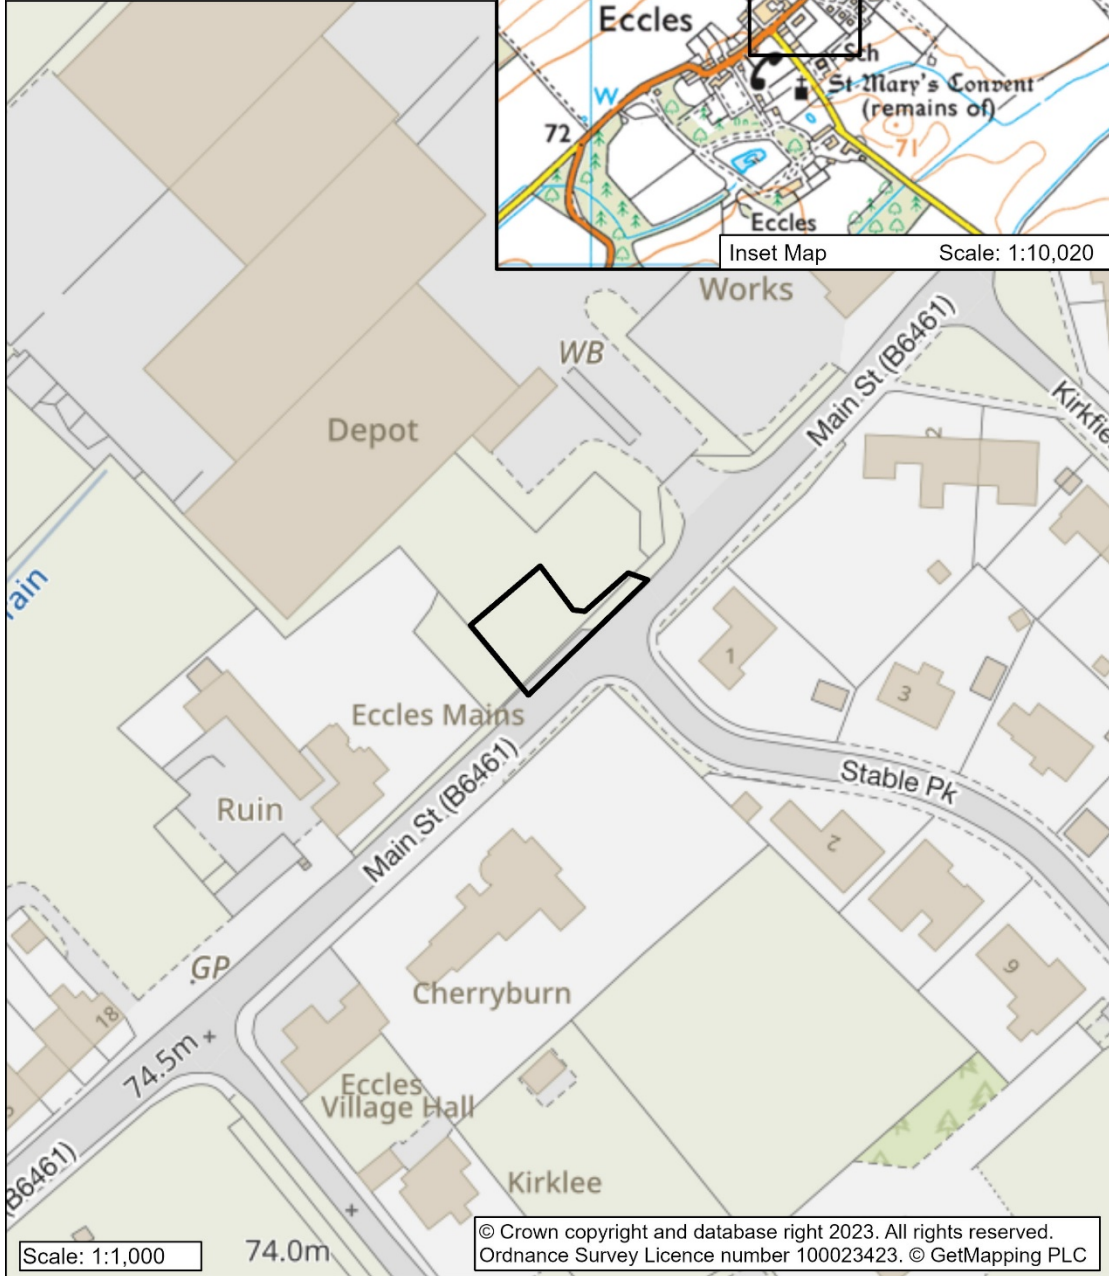 Eccles
Sch
St Mary's Convent
(remains of)
W
72
71
Eccles
Inset Map Scale: 1:10,020
Works
WB
Main St (B6461)
Depot
2
1
3
Eccles Mains
Stable Pk
Ruin
Main St (B6461)
2
GP
Cherryburn
9
18
74.5m
Eccles
Village Hall
Kirklee
(B6461)
Scale: 1:1,000
74.0m
© Crown copyright and database right 2023. All rights reserved.
Ordnance Survey Licence number 100023423. © GetMapping PLC